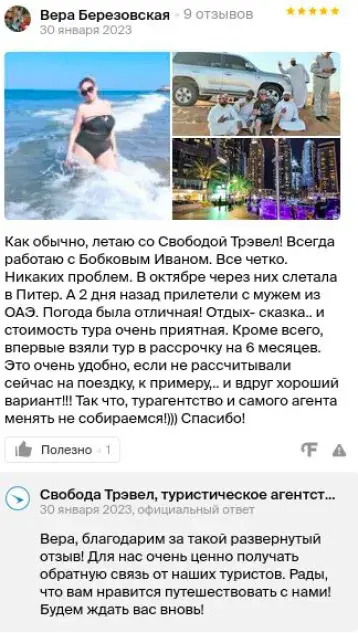 Вера Березовская • 9 отзывов
30 января 2023
Как обычно, летаю со Свободой Трэвел! Всегда
работаю с Бобковым Иваном. Все четко.
Никаких проблем. В октябре через них слетала
в Питер. А 2 дня назад прилетели с мужем из
ОАЭ. Погода была отличная! Отдых- сказка.. и
стоимость тура очень приятная. Кроме всего,
впервые взяли тур в рассрочку на 6 месяцев.
Это очень удобно, если не рассчитывали
сейчас на поездку, к примеру,.. и вдруг хороший
вариант!!! Так что, турагентство и самого агента
менять не собираемся!))) Спасибо!
Полезно • 1
Свобода Трэвел, туристическое агентст...
30 января 2023, официальный ответ
Вера, благодарим за такой развернутый
отзыв! Для нас очень ценно получать
обратную связь от наших туристов. Рады,
что вам нравится путешествовать с нами!
Будем ждать вас вновь!